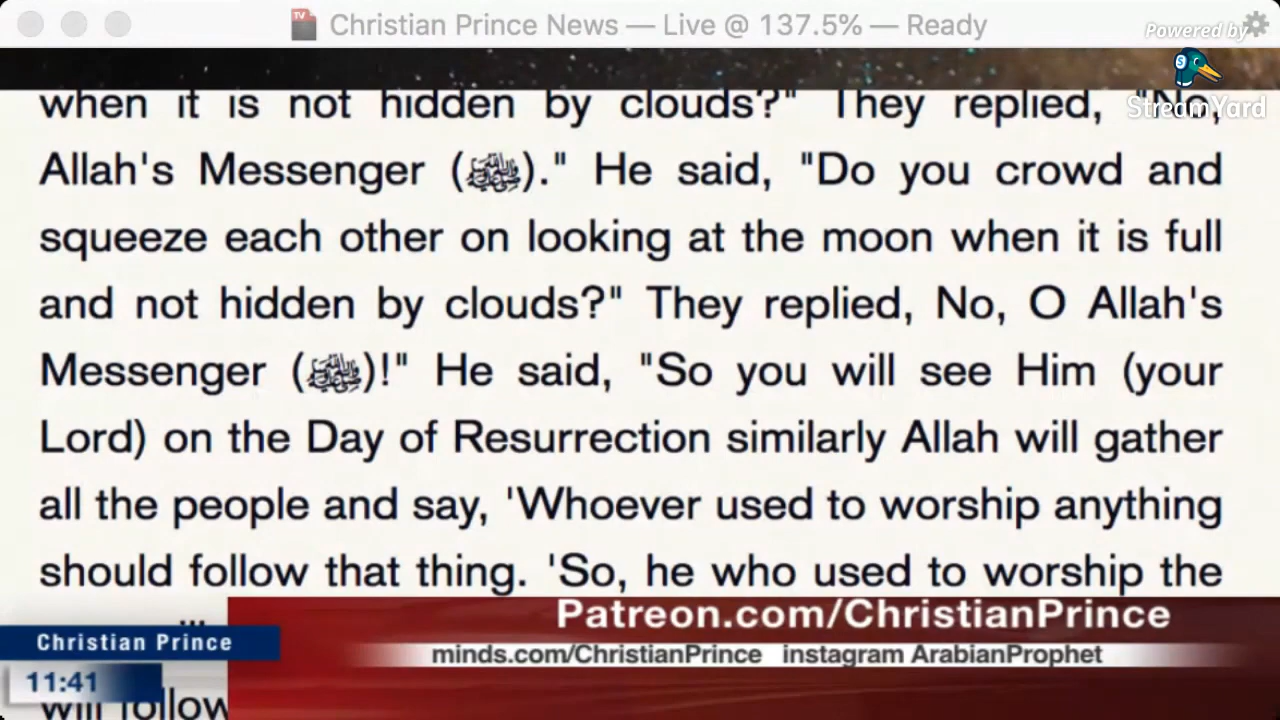 Christian Prince News — Live @ 137.5% — Ready
Powered by
StreamYard
when it is not hidden by clouds?" They replied, "No,
Allah's Messenger (ﷺ)." He said, "Do you crowd and
squeeze each other on looking at the moon when it is full
and not hidden by clouds?" They replied, No, O Allah's
Messenger (ﷺ)!" He said, "So you will see Him (your
Lord) on the Day of Resurrection similarly Allah will gather
all the people and say, 'Whoever used to worship anything
should follow that thing. 'So, he who used to worship the
will follow
Patreon.com/ChristianPrince
Christian Prince
minds.com/ChristianPrince instagram ArabianProphet
11:41